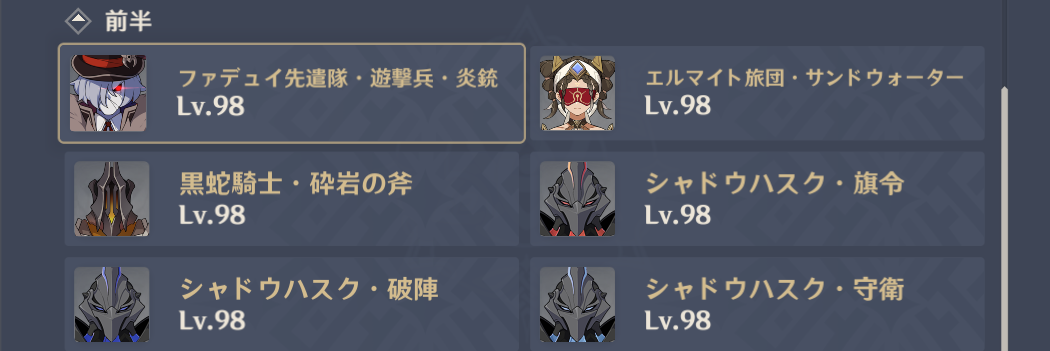 前半
ファデュイ先遣隊・遊撃兵・炎銃
Lv.98
エルマイト旅団・サンドウォーター
Lv.98
黒蛇騎士・砕岩の斧
Lv.98
シャドウハスク・旗令
Lv.98
シャドウハスク・破陣
Lv.98
シャドウハスク・守衛
Lv.98